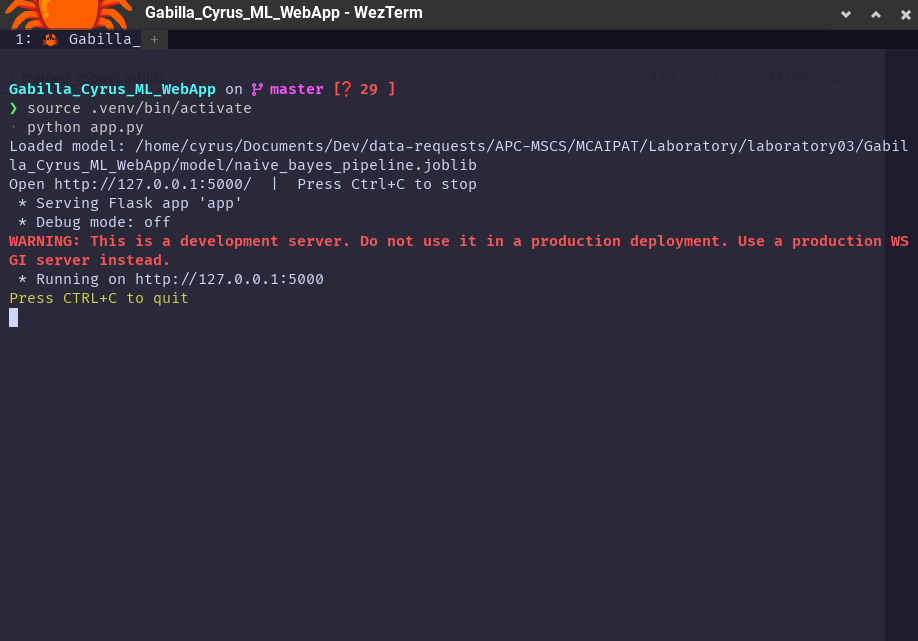 Gabilla_Cyrus_ML_WebApp - WezTerm
1: 🦀 Gabilla_ +
trained_model.joblib
Gabilla_Cyrus_ML_WebApp on master [? 29 ]
❯ source .venv/bin/activate
· python app.py
Loaded model: /home/cyrus/Documents/Dev/data-requests/APC-MSCS/MCAIPAT/Laboratory/laboratory03/Gabil
la_Cyrus_ML_WebApp/model/naive_bayes_pipeline.joblib
Open http://127.0.0.1:5000/  |  Press Ctrl+C to stop
 * Serving Flask app 'app'
 * Debug mode: off
WARNING: This is a development server. Do not use it in a production deployment. Use a production WS
GI server instead.
 * Running on http://127.0.0.1:5000
Press CTRL+C to quit